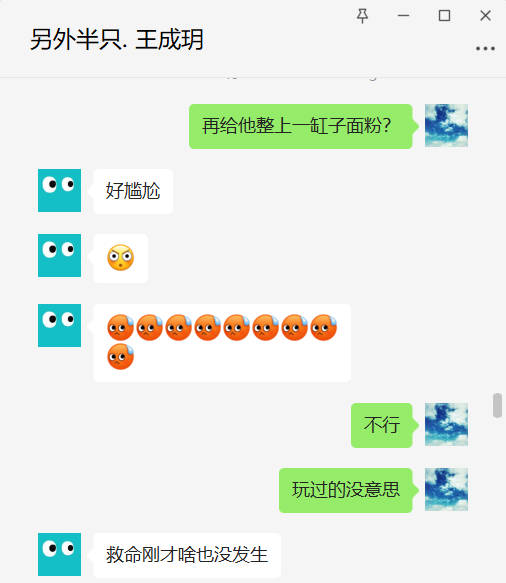 另外半只. 王成玥
再给他整上一缸子面粉?
好尴尬
不行
玩过的没意思
救命刚才啥也没发生